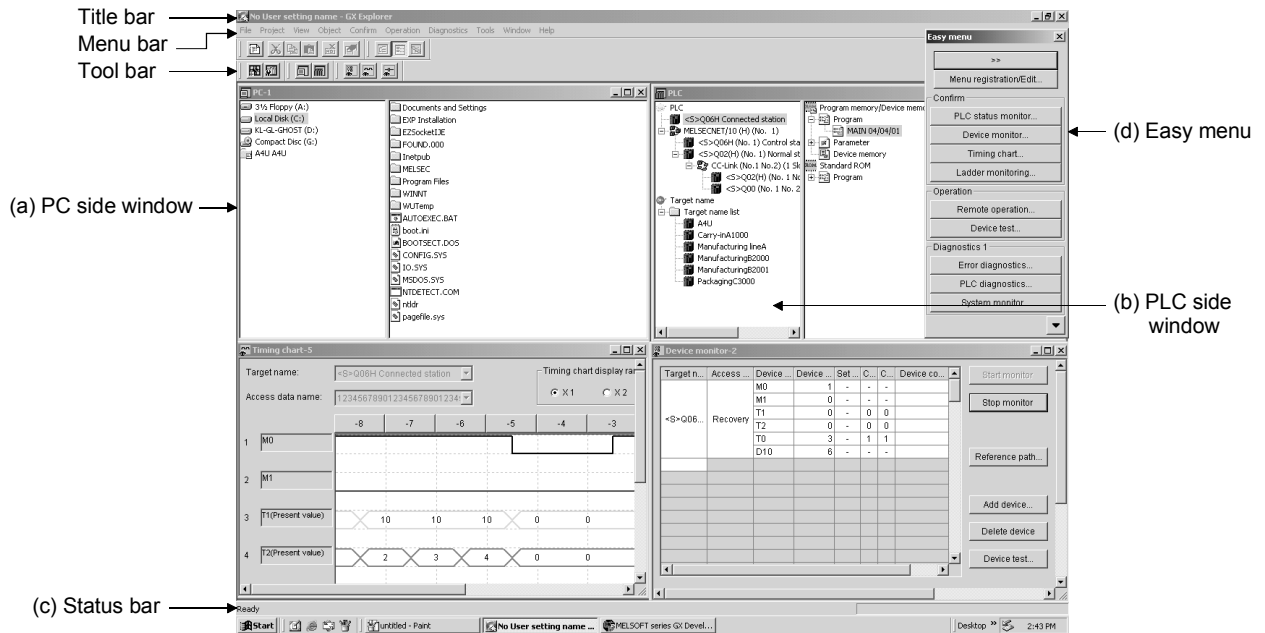 Title bar
Menu bar
Tool bar
(a) PC side window
(c) Status bar
(d) Easy menu
(b) PLC side
window
No User setting name - GX Explorer
File Project View Object Confirm Operation Diagnostics Tools Window Help
PC-1
3½ Floppy (A:)
Local Disk (C:)
KL-GL-GHOST (D:)
Compact Disc (G:)
A4U A4U
Documents and Settings
EXP Installation
EZSocketIJE
FOUND.000
Inetpub
MELSEC
Program Files
WINNT
WUTemp
AUTOEXEC.BAT
boot.ini
BOOTSECT.DOS
CONFIG.SYS
IO.SYS
MSDOS.SYS
NTDETECT.COM
ntldr
pagefile.sys
PLC
PLC
<S>Q06H Connected station
MELSECNET/10 (H) (No. 1)
<S>Q06H (No. 1) Control sta
<S>Q02(H) (No. 1) Normal st
CC-Link (No.1 No.2) (1 Sl
<S>Q02(H) (No. 1 No
<S>Q00 (No. 1 No. 2
Target name
Target name list
A4U
Carry-inA1000
Manufacturing lineA
ManufacturingB2000
ManufacturingB2001
PackagingC3000
Program memory/Device memo
Program
MAIN 04/04/01
Parameter
Device memory
Standard ROM
Program
Easy menu
>>
Menu registration/Edit...
Confirm
PLC status monitor...
Device monitor...
Timing chart...
Ladder monitoring...
Operation
Remote operation...
Device test...
Diagnostics 1
Error diagnostics...
PLC diagnostics...
System monitor
Timing chart-5
Target name:
<S>Q06H Connected station
Access data name:
123456789012345678901234
Timing chart display ran
X 1
X 2
-8 -7 -6 -5 -4 -3
1 M0
2 M1
3 T1(Present value)
10 10 10 0 0
4 T2(Present value)
2 3 4 0 0
Device monitor-2
Target n... Access ... Device ... Device ... Set ... C... C... Device co...
M0 1 - - -
M1 0 - - -
T1 0 - 0 0
<S>Q06... Recovery
T2 0 - 0 0
T0 3 - 1 1
D10 6 - - -
Start monitor
Stop monitor
Reference path...
Add device...
Delete device
Device test...
Ready
Start
untitled - Paint
No User setting name ...
MELSOFT series GX Devel...
Desktop »
2:43 PM